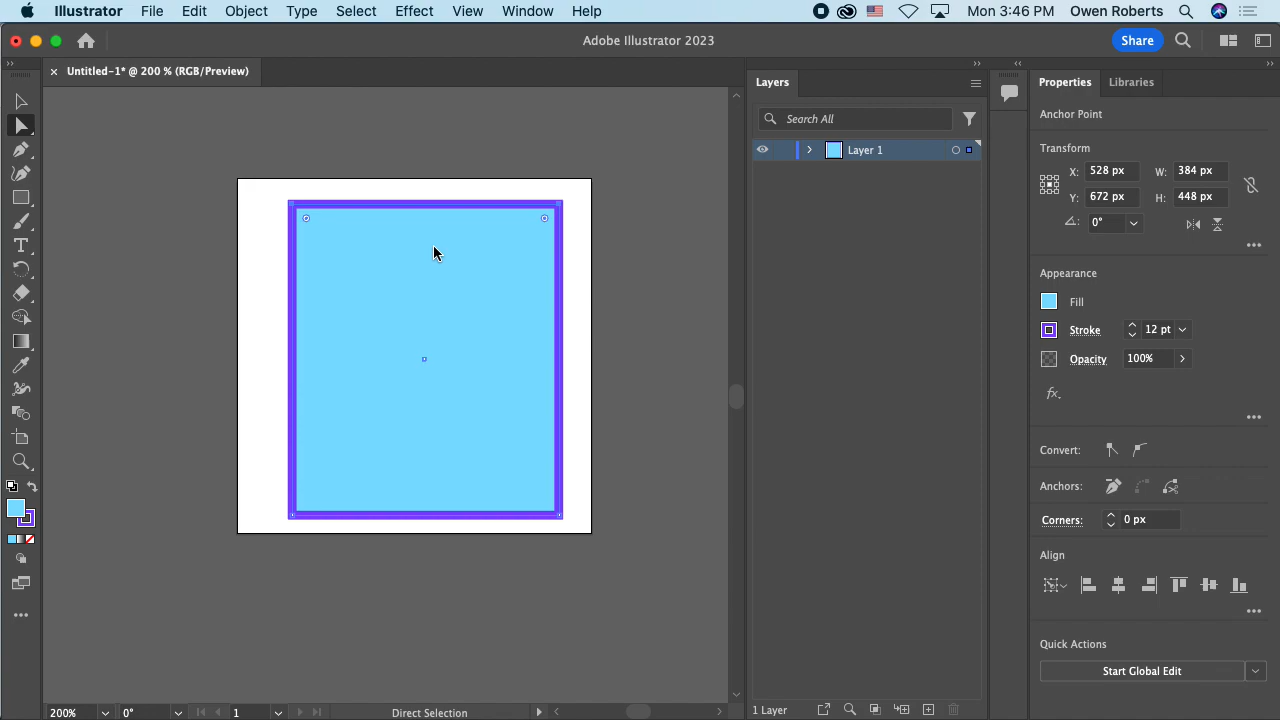 Illustrator File Edit Object Type Select Effect View Window Help Mon 3:46 PM Owen Roberts
Adobe Illustrator 2023 Share
Untitled-1* @ 200 % (RGB/Preview)
Layers
Search All
Layer 1
Properties Libraries
Anchor Point
Transform
X: 528 px W: 384 px
Y: 672 px H: 448 px
0°
Appearance
Fill
Stroke 12 pt
Opacity 100%
fx.
Convert:
Anchors:
Corners: 0 px
Align
Quick Actions
Start Global Edit
200% 0° 1 Direct Selection
1 Layer